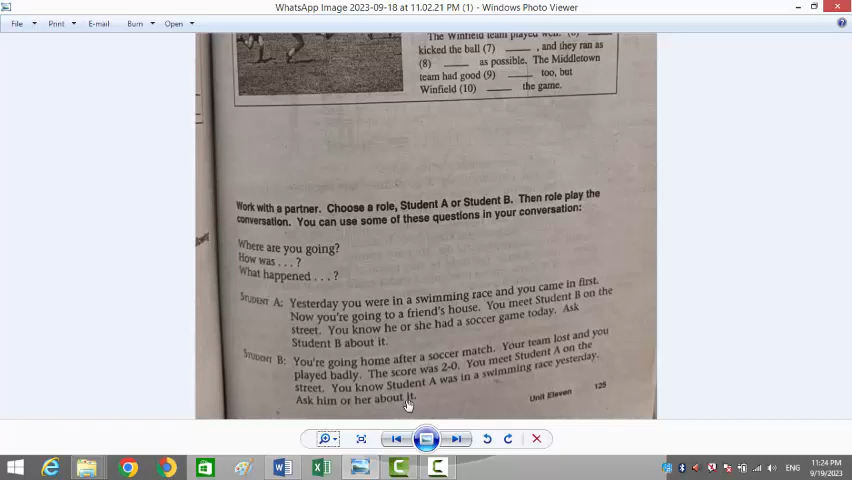 WhatsApp Image 2023-09-18 at 11.02.21 PM (1) - Windows Photo Viewer
File Print E-mail Burn Open
The Winfield team played well. (6) ____
kicked the ball (7) ____ , and they ran as
(8) ____ as possible. The Middletown
team had good (9) ____ too, but
Winfield (10) ____ the game.
Work with a partner. Choose a role, Student A or Student B. Then role play the
conversation. You can use some of these questions in your conversation:
Where are you going?
How was . . . ?
What happened . . . ?
STUDENT A: Yesterday you were in a swimming race and you came in first.
Now you're going to a friend's house. You meet Student B on the
street. You know he or she had a soccer game today. Ask
Student B about it.
STUDENT B: You're going home after a soccer match. Your team lost and you
played badly. The score was 2-0. You meet Student A on the
street. You know Student A was in a swimming race yesterday.
Ask him or her about it.
Unit Eleven 125
ENG
11:24 PM
9/19/2023